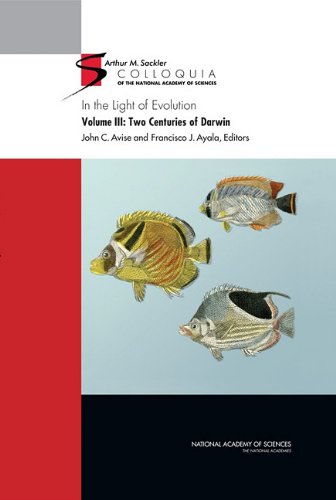 Arthur M. Sackler
COLLOQUIA
OF THE NATIONAL ACADEMY OF SCIENCES
In the Light of Evolution
Volume III: Two Centuries of Darwin
John C. Avise and Francisco J. Ayala, Editors
NATIONAL ACADEMY OF SCIENCES
THE NATIONAL ACADEMIES